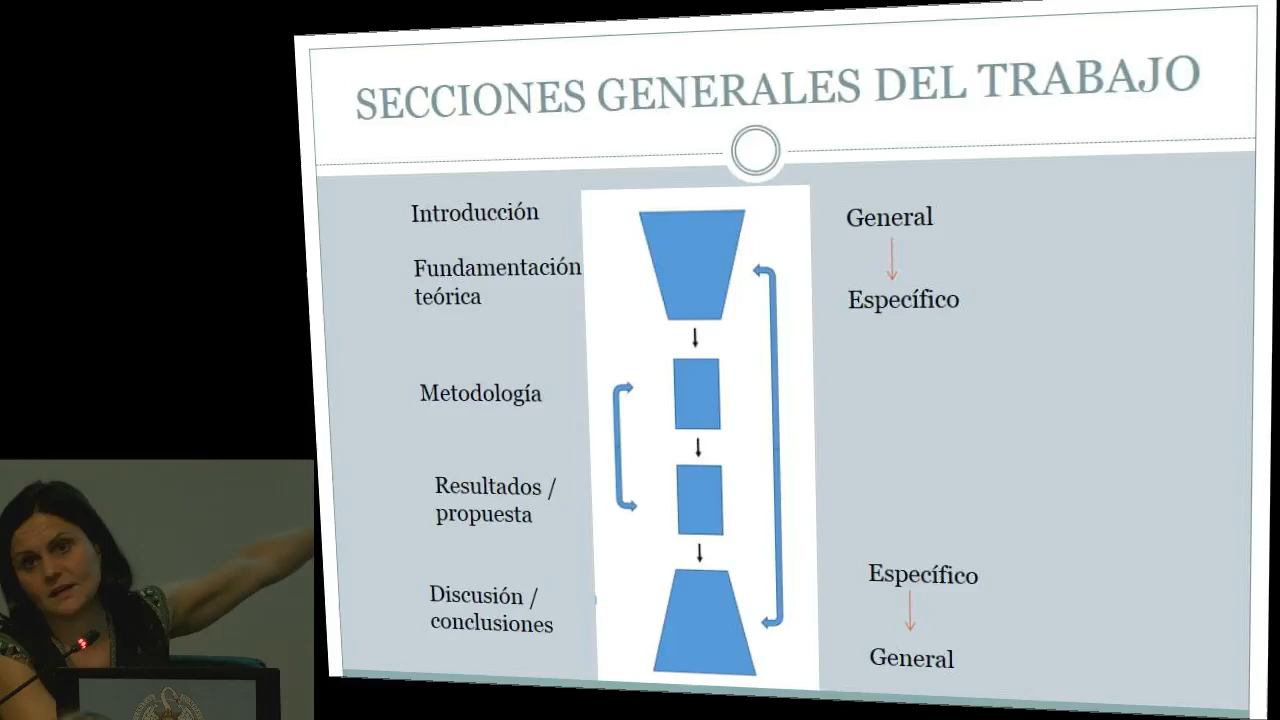 SECCIONES GENERALES DEL TRABAJO
Introducción
Fundamentación
teórica
Metodología
Resultados /
propuesta
Discusión /
conclusiones
General
Específico
Específico
General